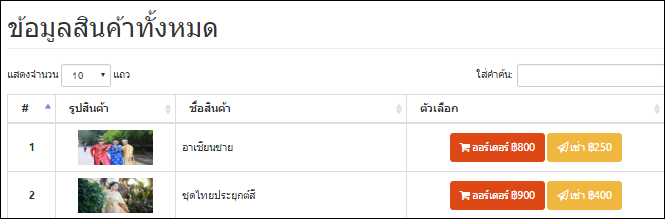 ข้อมูลสินค้าทั้งหมด
แสดงจำนวน 10 แถว ใส่คำค้น:
# รูปสินค้า ชื่อสินค้า ตัวเลือก
1 อาเซียนชาย ออร์เดอร์ ฿800 เช่า ฿250
2 ชุดไทยประยุกต์สี ออร์เดอร์ ฿900 เช่า ฿400